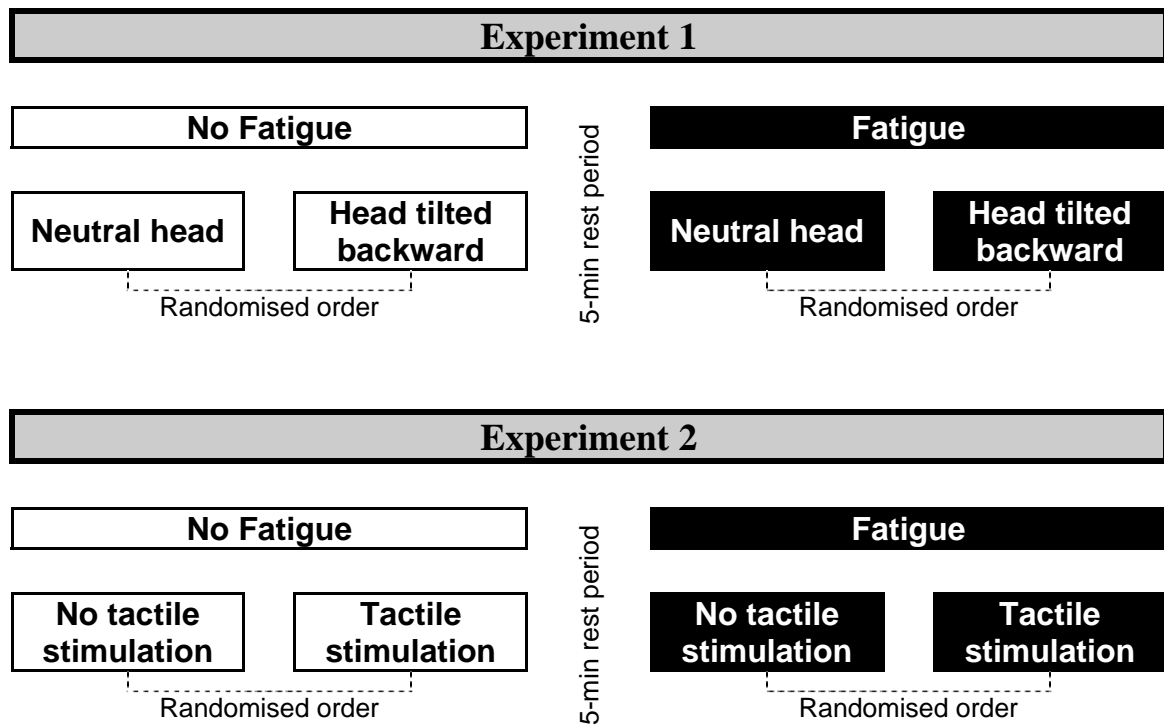 Experiment 1
No Fatigue
Neutral head
Head tilted
backward
Randomised order
5-min rest period
Fatigue
Neutral head
Head tilted
backward
Randomised order
Experiment 2
No Fatigue
No tactile
stimulation
Tactile
stimulation
Randomised order
5-min rest period
Fatigue
No tactile
stimulation
Tactile
stimulation
Randomised order